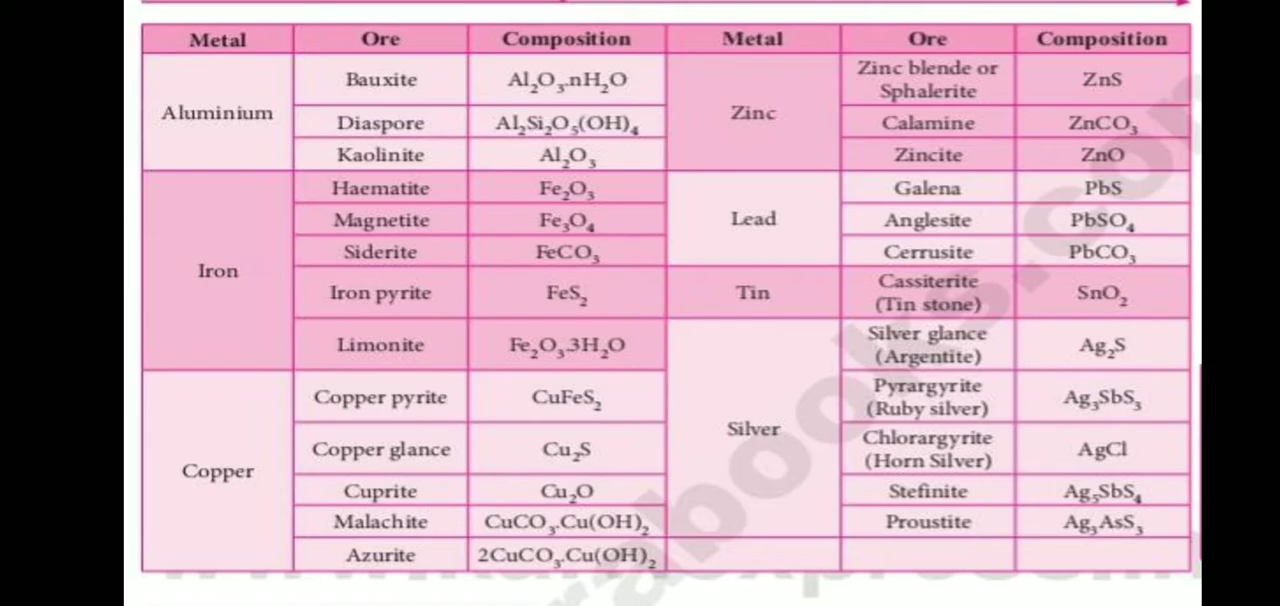 Metal Ore Composition Metal Ore Composition
Aluminium Bauxite Al₂O₃.nH₂O Zinc Zinc blende or
Sphalerite ZnS
Diaspore Al₂Si₂O₅(OH)₄ Calamine ZnCO₃
Kaolinite Al₂O₃ Zincite ZnO
Iron Haematite Fe₂O₃ Lead Galena PbS
Magnetite Fe₃O₄ Anglesite PbSO₄
Siderite FeCO₃ Cerrusite PbCO₃
Iron pyrite FeS₂ Tin Cassiterite
(Tin stone) SnO₂
Limonite Fe₂O₃.3H₂O Silver Silver glance
(Argentite) Ag₂S
Copper Copper pyrite CuFeS₂ Pyrargyrite
(Ruby silver) Ag₃SbS₃
Copper glance Cu₂S Chlorargyrite
(Horn Silver) AgCl
Cuprite Cu₂O Stefinite Ag₅SbS₄
Malachite CuCO₃.Cu(OH)₂ Proustite Ag₃AsS₃
Azurite 2CuCO₃.Cu(OH)₂